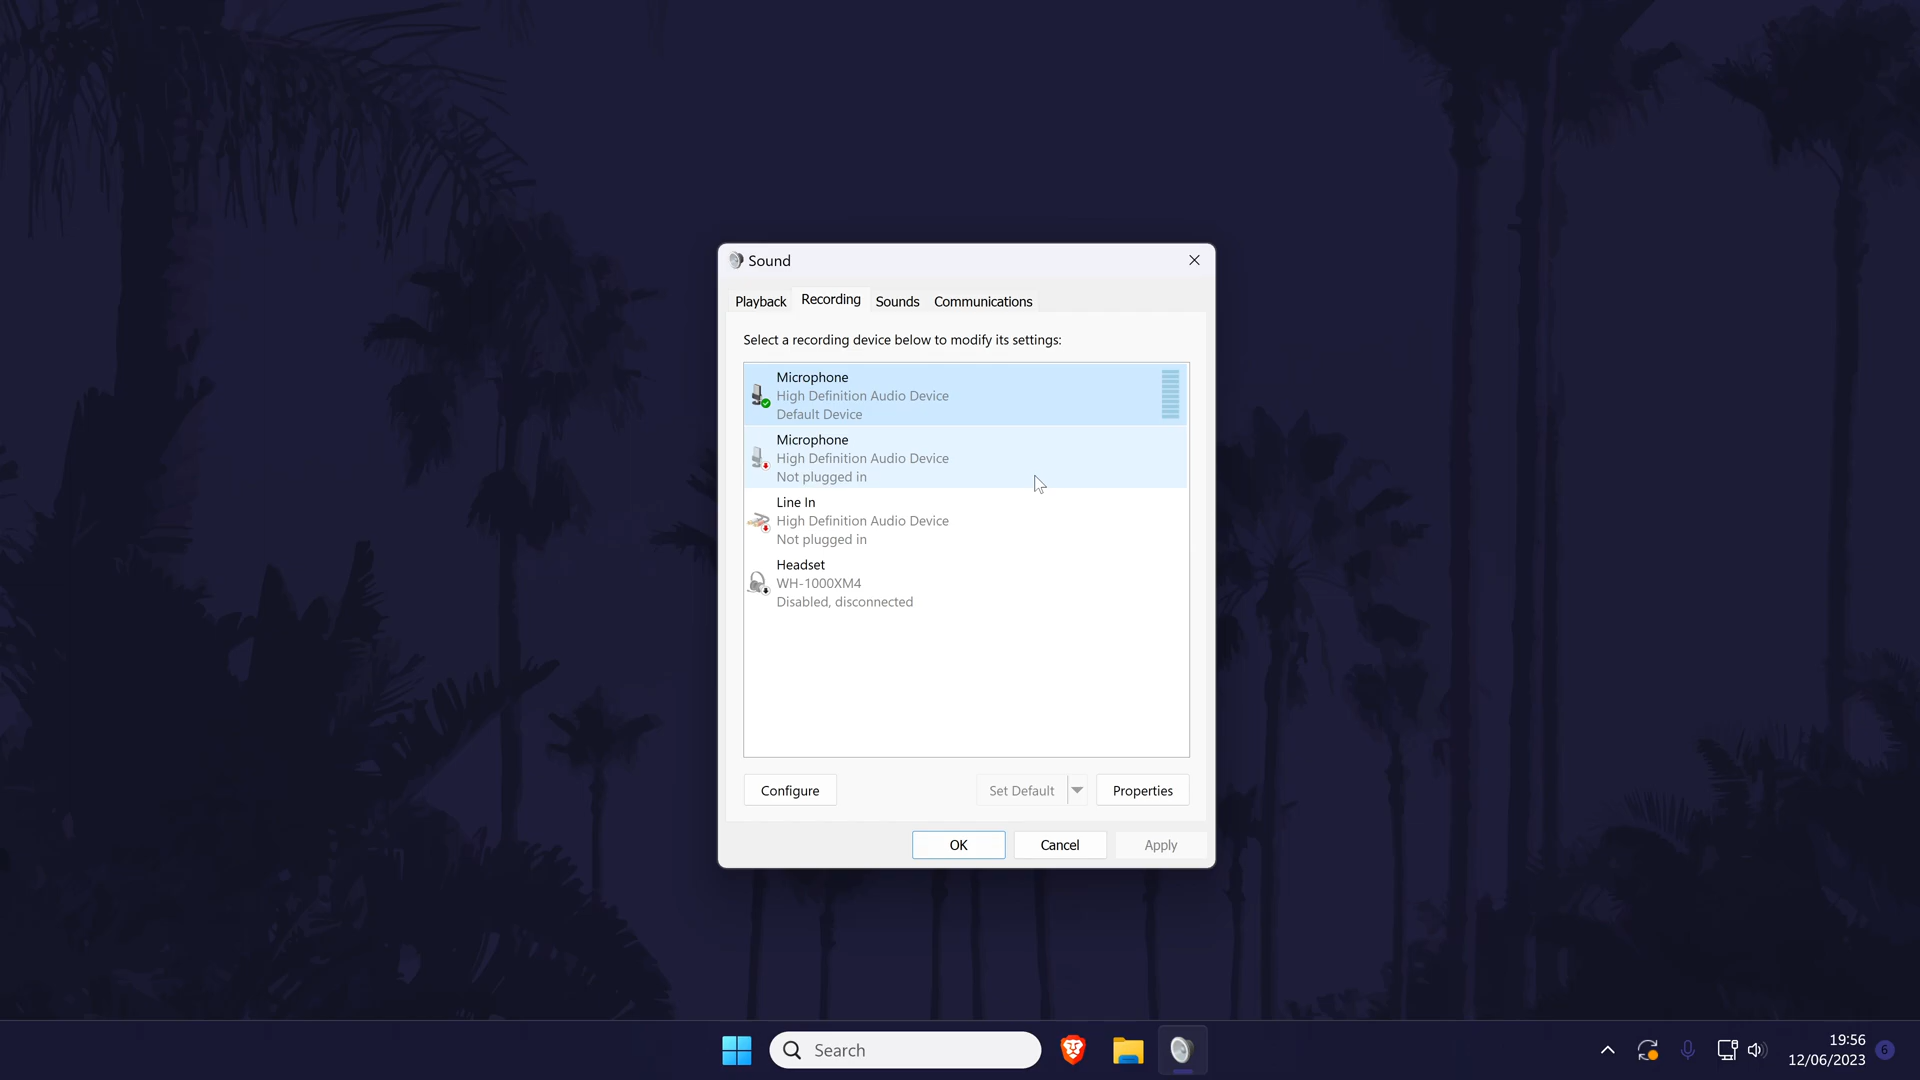 Sound
Playback Recording Sounds Communications
Select a recording device below to modify its settings:
Microphone
High Definition Audio Device
Default Device
Microphone
High Definition Audio Device
Not plugged in
Line In
High Definition Audio Device
Not plugged in
Headset
WH-1000XM4
Disabled, disconnected
Configure Set Default Properties
OK Cancel Apply
Search
19:56
12/06/2023
6